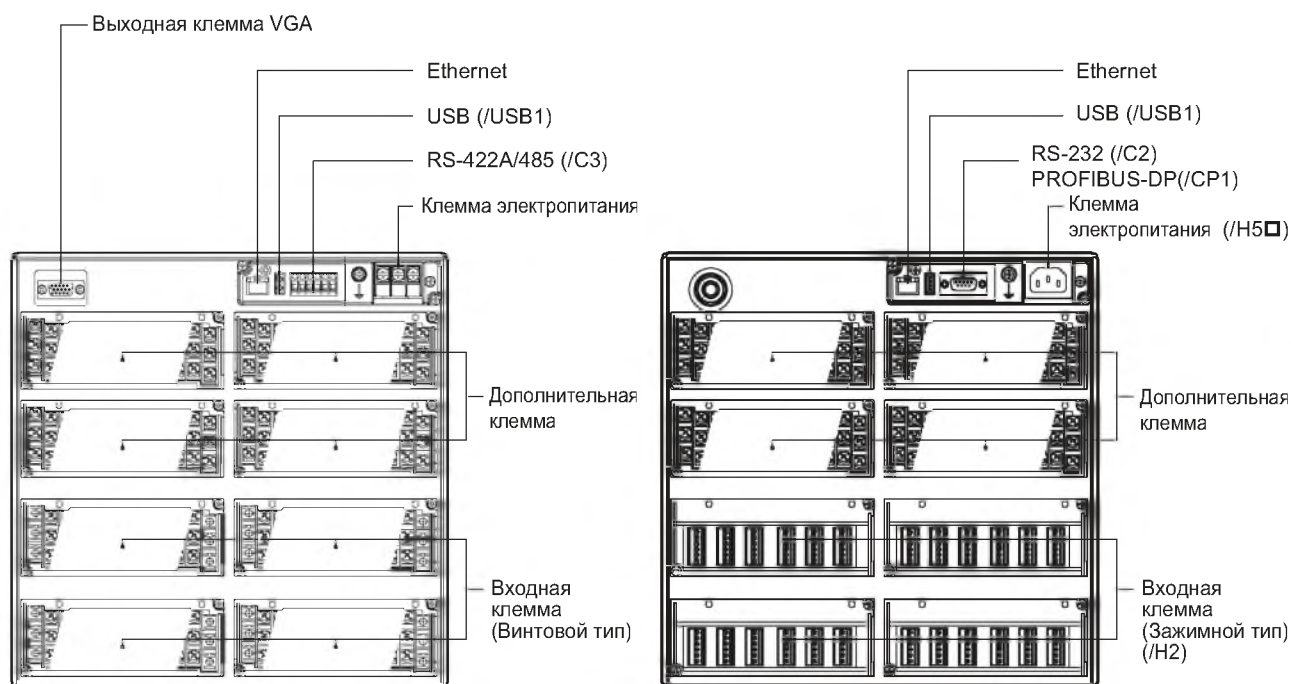 Выходная клемма VGA
Ethernet
USB (/USB1)
RS-422A/485 (/C3)
Клемма электропитания
Дополнительная
клемма
Входная
клемма
(Винтовой тип)
Ethernet
USB (/USB1)
RS-232 (/C2)
PROFIBUS-DP(/CP1)
Клемма
электропитания (/H5□)
Дополнительная
клемма
Входная
клемма
(Зажимной тип)
(/H2)